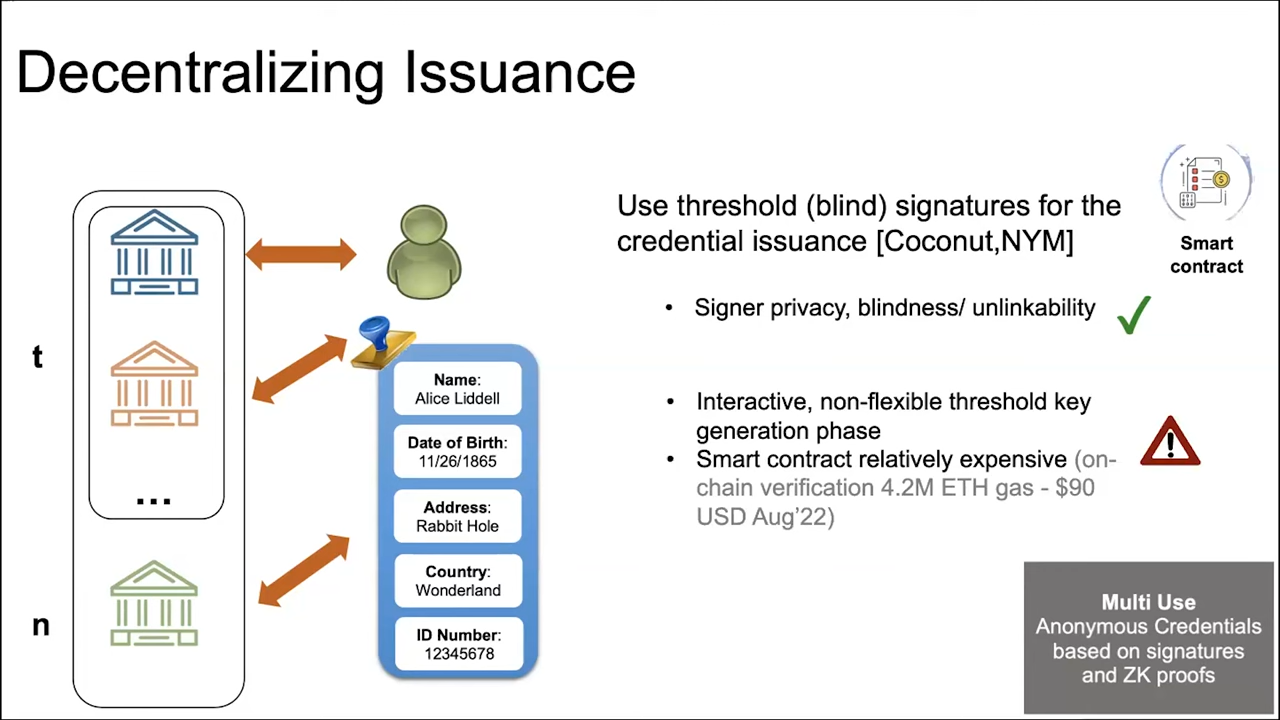 Decentralizing Issuance
t
...
n
Name:
Alice Liddell
Date of Birth:
11/26/1865
Address:
Rabbit Hole
Country:
Wonderland
ID Number:
12345678
Use threshold (blind) signatures for the
credential issuance [Coconut,NYM]
Smart
contract
• Signer privacy, blindness/ unlinkability
• Interactive, non-flexible threshold key
generation phase
• Smart contract relatively expensive (on-
chain verification 4.2M ETH gas - $90
USD Aug'22)
Multi Use
Anonymous Credentials
based on signatures
and ZK proofs